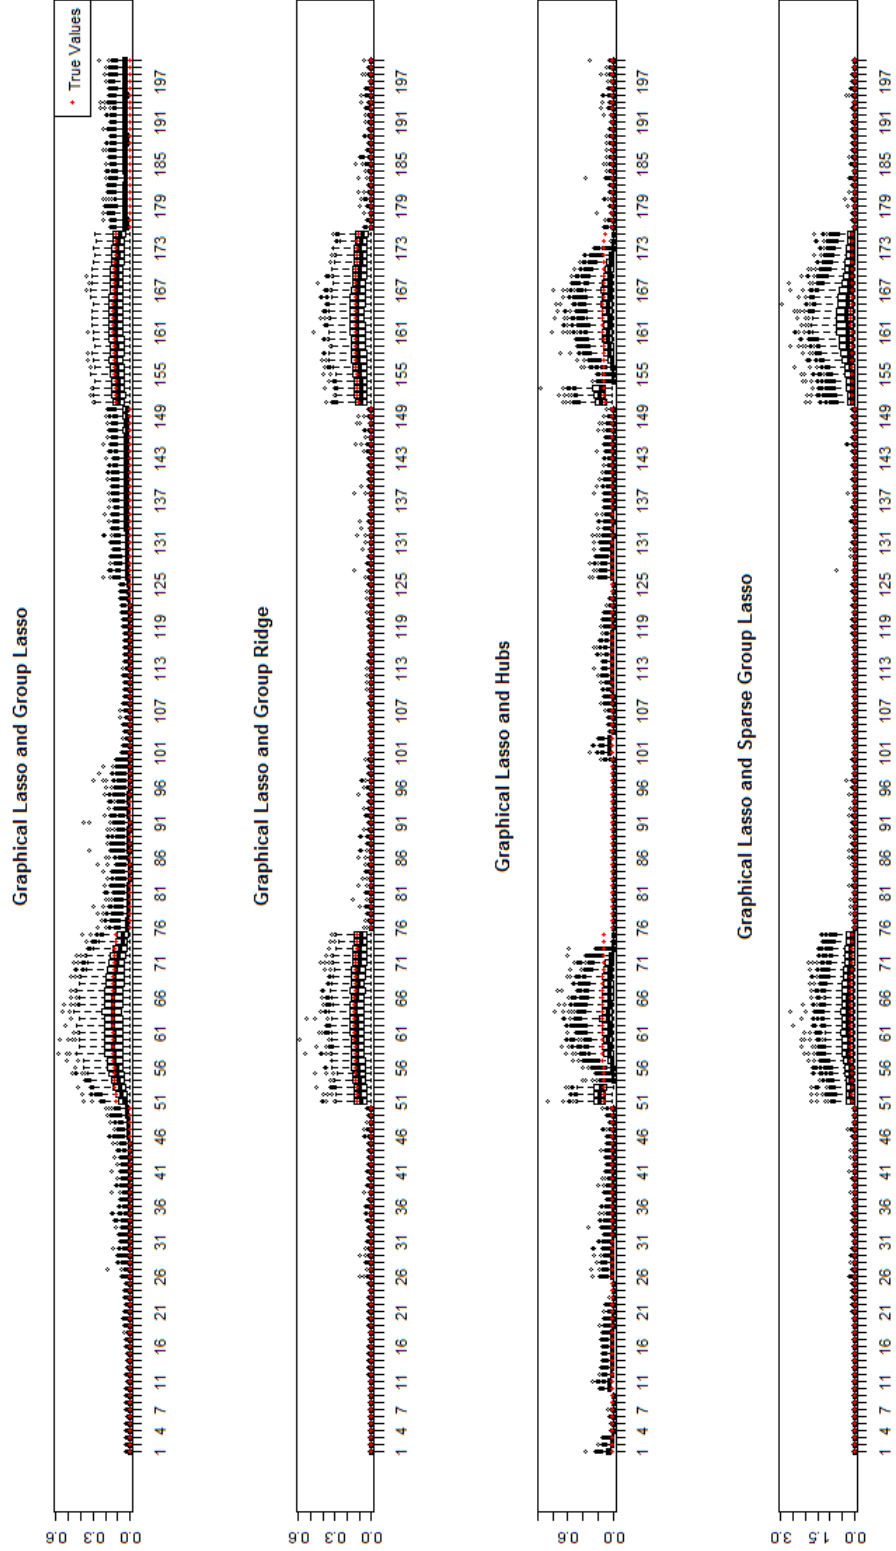 Graphical Lasso and Group Lasso
True Values
0.6
0.3
0.0
1 4 7 11 16 21 26 31 36 41 46 51 56 61 66 71 76 81 86 91 96 101 107 113 119 125 131 137 143 149 155 161 167 173 179 185 191 197
Graphical Lasso and Group Ridge
0.6
0.3
0.0
1 4 7 11 16 21 26 31 36 41 46 51 56 61 66 71 76 81 86 91 96 101 107 113 119 125 131 137 143 149 155 161 167 173 179 185 191 197
Graphical Lasso and Hubs
0.6
0.0
1 4 7 11 16 21 26 31 36 41 46 51 56 61 66 71 76 81 86 91 96 101 107 113 119 125 131 137 143 149 155 161 167 173 179 185 191 197
Graphical Lasso and Sparse Group Lasso
3.0
1.5
0.0
1 4 7 11 16 21 26 31 36 41 46 51 56 61 66 71 76 81 86 91 96 101 107 113 119 125 131 137 143 149 155 161 167 173 179 185 191 197